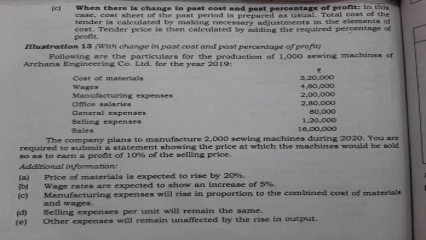 (c) When there is change in past cost and past percentage of profit: In this
case, cost sheet of the past period is prepared as usual. Total cost of the
tender is calculated by making necessary adjustments in the elements of
cost. Tender price is then calculated by adding the required percentage of
profit.
Illustration 13 (With change in past cost and past percentage of profit)
Following are the particulars for the production of 1,000 sewing machines of
Archana Engineering Co. Ltd. for the year 2019:
₹
Cost of materials 3,20,000
Wages 4,80,000
Manufacturing expenses 2,00,000
Office salaries 2,80,000
General expenses 80,000
Selling expenses 1,20,000
Sales 16,00,000
The company plans to manufacture 2,000 sewing machines during 2020. You are
required to submit a statement showing the price at which the machines would be sold
so as to earn a profit of 10% of the selling price.
Additional information:
(a) Price of materials is expected to rise by 20%.
(b) Wage rates are expected to show an increase of 5%.
(c) Manufacturing expenses will rise in proportion to the combined cost of materials
and wages.
(d) Selling expenses per unit will remain the same.
(e) Other expenses will remain unaffected by the rise in output.